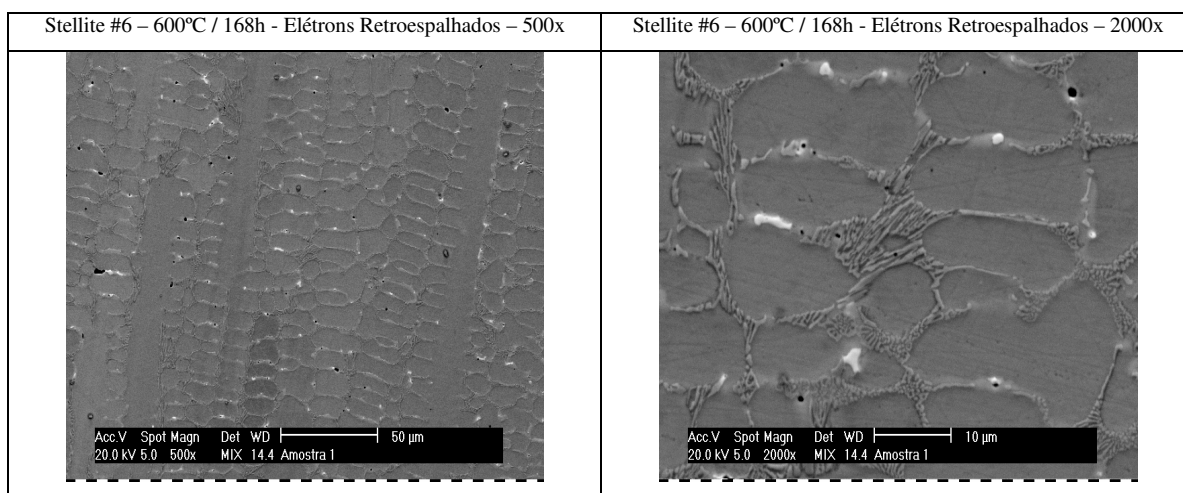 Stellite #6 – 600ºC / 168h - Elétrons Retroespalhados – 500x
Stellite #6 – 600ºC / 168h - Elétrons Retroespalhados – 2000x
Acc.V Spot Magn Det WD 50 µm
20.0 kV 5.0 500x MIX 14.4 Amostra 1
Acc.V Spot Magn Det WD 10 µm
20.0 kV 5.0 2000x MIX 14.4 Amostra 1